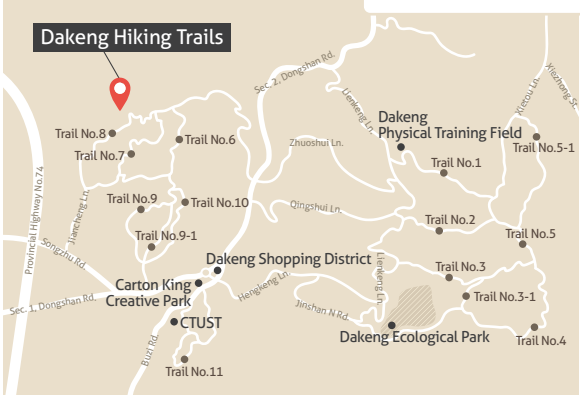 Dakeng Hiking Trails
Sec. 2, Dongshan Rd.
Lienkeng Ln.
Xietou Ln.
Xiezhong St.
Dakeng
Physical Training Field
Trail No.8
Trail No.6
Trail No.7
Zhuoshui Ln.
Trail No.5-1
Trail No.1
Provincial Highway No.74
Jiancheng Ln.
Trail No.9
Trail No.10
Qingshui Ln.
Trail No.2
Trail No.9-1
Songzhu Rd.
Trail No.5
Dakeng Shopping District
Lienkeng Ln.
Trail No.3
Carton King
Creative Park
Hengkeng Ln.
Trail No.3-1
Sec. 1, Dongshan Rd.
Jinshan N Rd.
CTUST
Buzi Rd.
Dakeng Ecological Park
Trail No.4
Trail No.11